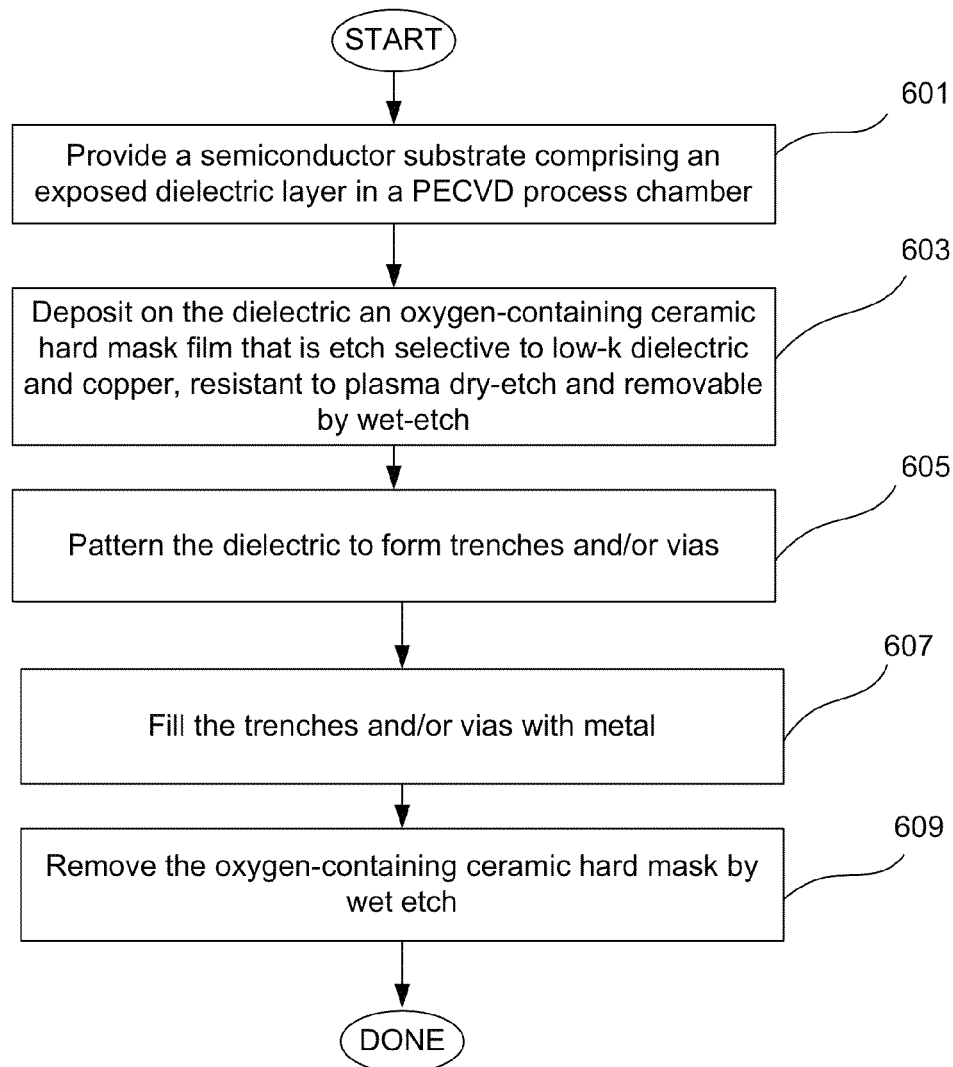 START
601
Provide a semiconductor substrate comprising an
exposed dielectric layer in a PECVD process chamber
603
Deposit on the dielectric an oxygen-containing ceramic
hard mask film that is etch selective to low-k dielectric
and copper, resistant to plasma dry-etch and removable
by wet-etch
605
Pattern the dielectric to form trenches and/or vias
607
Fill the trenches and/or vias with metal
609
Remove the oxygen-containing ceramic hard mask by
wet etch
DONE